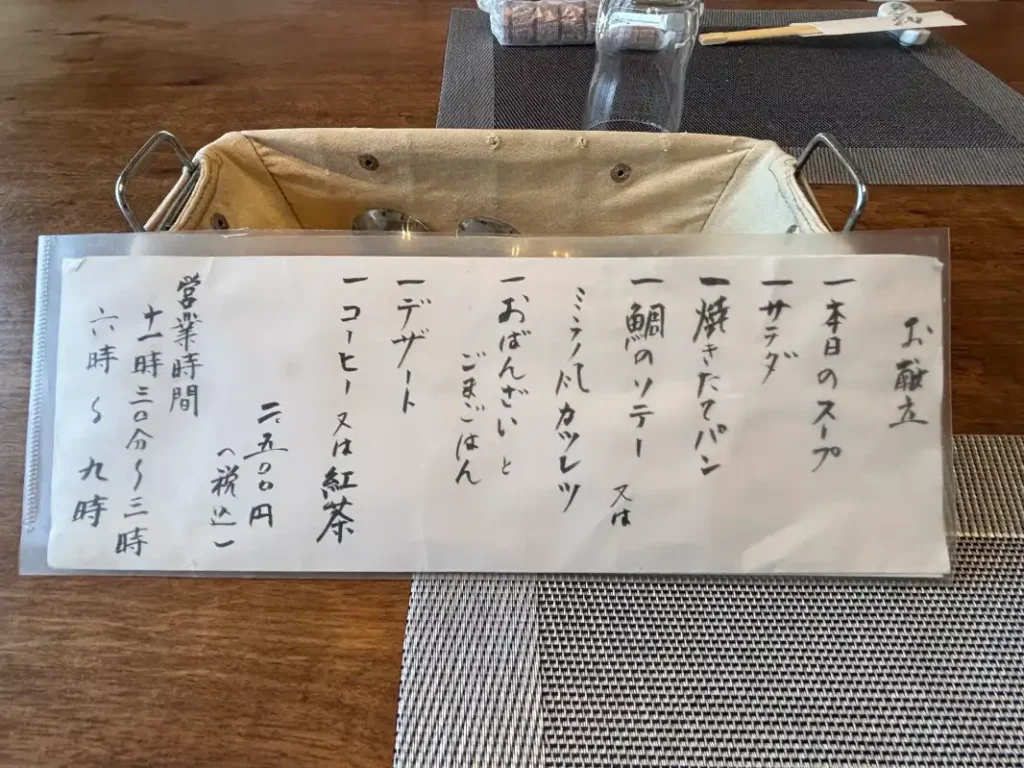 お献立
一 本日のスープ
一 サラダ
一 焼きたてパン
一 鯛のソテー 又は
ミラノ風カツレツ
一 おばんざいと
ごまごはん
一 デザート
一 コーヒー 又は 紅茶
二、五〇〇円
(税込)
営業時間
十一時三〇分〜三時
六時〜九時